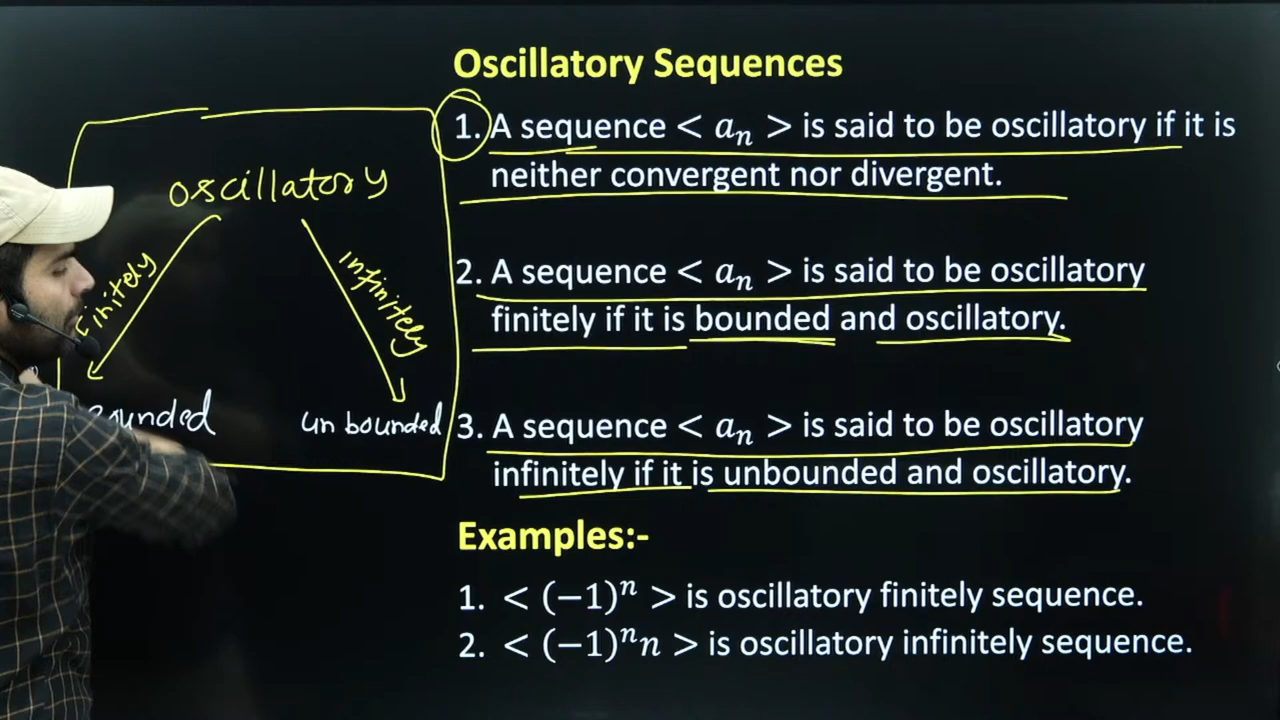 Oscillatory Sequences
1. A sequence < aₙ > is said to be oscillatory if it is
neither convergent nor divergent.
2. A sequence < aₙ > is said to be oscillatory
finitely if it is bounded and oscillatory.
3. A sequence < aₙ > is said to be oscillatory
infinitely if it is unbounded and oscillatory.
Examples:-
1. < (−1)ⁿ > is oscillatory finitely sequence.
2. < (−1)ⁿn > is oscillatory infinitely sequence.
oscillatory
Finitely
infinitely
bounded
un bounded